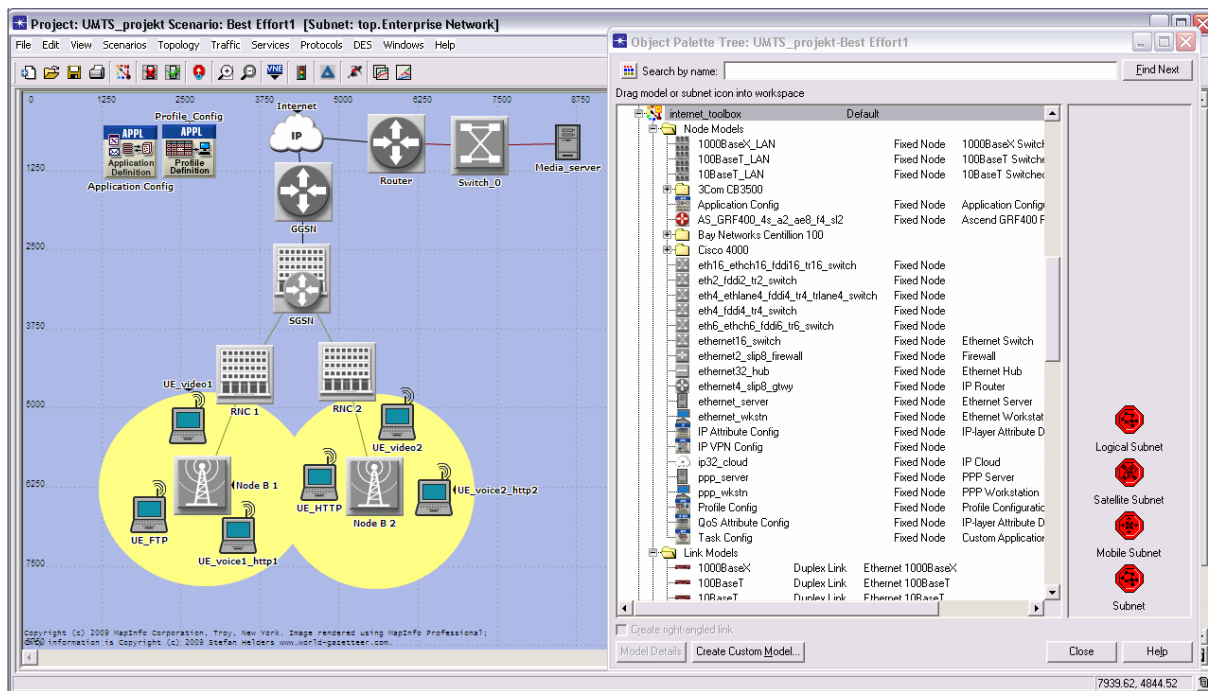 Project: UMTS_projekt Scenario: Best Effort1 [Subnet: top.Enterprise Network]
File Edit View Scenarios Topology Traffic Services Protocols DES Windows Help
0 1250 2500 3750 5000 6250 7500 8750
1250
2500
3750
5000
6250
7500
Profile_Config
APPL
Application Definition
APPL
Profile Definition
Application Config
Internet
IP
Router
Switch_0
Media_server
GGSN
SGSN
RNC 1
RNC 2
UE_video1
UE_video2
Node B 1
UE_HTTP
UE_voice2_http2
Node B 2
UE_FTP
UE_voice1_http1
Copyright (c) 2009 MapInfo Corporation, Troy, New York. Image rendered using MapInfo Professional;
information is Copyright (c) 2009 Stefan Helders www.world-gazetteer.com.
Object Palette Tree: UMTS_projekt-Best Effort1
Search by name:
Find Next
Drag model or subnet icon into workspace
internet_toolbox Default
Node Models
1000BaseX_LAN Fixed Node 1000BaseX Switch
100BaseT_LAN Fixed Node 100BaseT Switche
10BaseT_LAN Fixed Node 10BaseT Switched
3Com CB3500
Application Config Fixed Node Application Configu
AS_GRF400_4s_a2_ae8_f4_sl2 Fixed Node Ascend GRF400 F
Bay Networks Centillion 100
Cisco 4000
eth16_ethch16_fddi16_tr16_switch Fixed Node
eth2_fddi2_tr2_switch Fixed Node
eth4_ethlane4_fddi4_tr4_trlane4_switch Fixed Node
eth4_fddi4_tr4_switch Fixed Node
eth6_ethch6_fddi6_tr6_switch Fixed Node
ethernet16_switch Fixed Node Ethernet Switch
ethernet2_slip8_firewall Fixed Node Firewall
ethernet32_hub Fixed Node Ethernet Hub
ethernet4_slip8_gtwy Fixed Node IP Router
ethernet_server Fixed Node Ethernet Server
ethernet_wkstn Fixed Node Ethernet Workstat
IP Attribute Config Fixed Node IP-layer Attribute D
IP VPN Config Fixed Node
ip32_cloud Fixed Node IP Cloud
ppp_server Fixed Node PPP Server
ppp_wkstn Fixed Node PPP Workstation
Profile Config Fixed Node Profile Configuratic
QoS Attribute Config Fixed Node IP-layer Attribute D
Task Config Fixed Node Custom Application
Link Models
1000BaseX Duplex Link Ethernet 1000BaseX
100BaseT Duplex Link Ethernet 100BaseT
10BaseT Duplex Link Ethernet 10BaseT
Logical Subnet
Satellite Subnet
Mobile Subnet
Subnet
Create right-angled link
Model Details
Create Custom Model...
Close
Help
7939.62, 4844.52